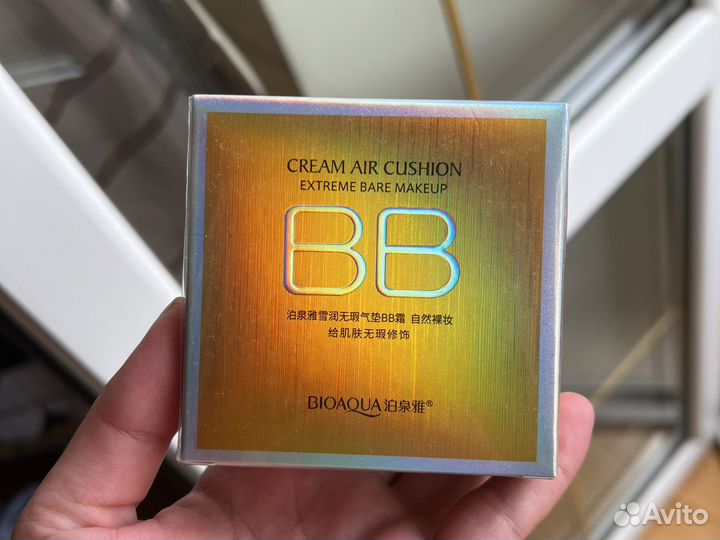 CREAM AIR CUSHION
EXTREME BARE MAKEUP
BB
泊泉雅雪润无瑕气垫BB霜 自然裸妆
给肌肤无瑕修饰
BIOAQUA泊泉雅®
Avito